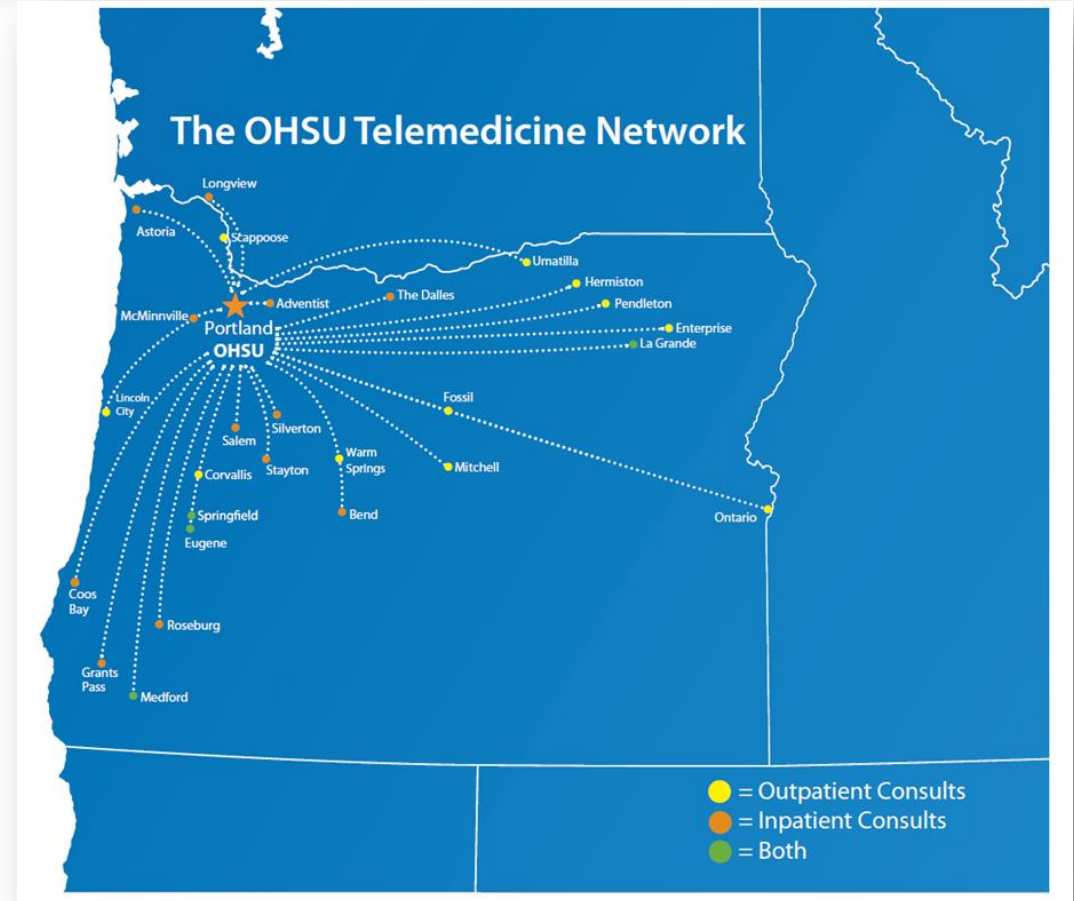 The OHSU Telemedicine Network
Longview
Astoria
Scappoose
Umatilla
Hermiston
The Dalles
Adventist
Pendleton
McMinnville
Portland
OHSU
Enterprise
La Grande
Lincoln
City
Fossil
Silverton
Salem
Warm
Springs
Stayton
Mitchell
Corvallis
Springfield
Bend
Ontario
Eugene
Coos
Bay
Roseburg
Grants
Pass
Medford
= Outpatient Consults
= Inpatient Consults
= Both